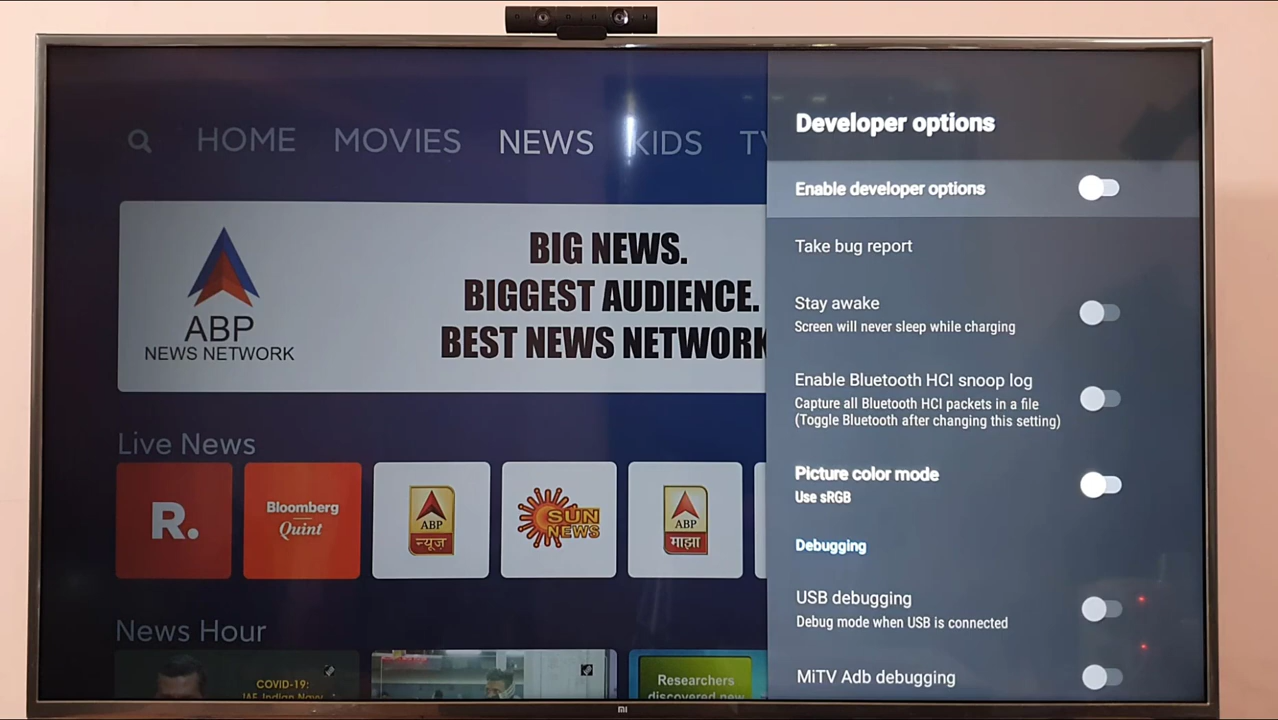 HOME MOVIES NEWS KIDS TV
BIG NEWS.
BIGGEST AUDIENCE.
BEST NEWS NETWORK
ABP
NEWS NETWORK
Live News
R.
Bloomberg
Quint
ABP
न्यूज़
SUN
NEWS
ABP
माझा
News Hour
COVID-19:
Researchers
discovered new
Developer options
Enable developer options
Take bug report
Stay awake
Screen will never sleep while charging
Enable Bluetooth HCI snoop log
Capture all Bluetooth HCI packets in a file
(Toggle Bluetooth after changing this setting)
Picture color mode
Use sRGB
Debugging
USB debugging
Debug mode when USB is connected
MiTV Adb debugging
mi